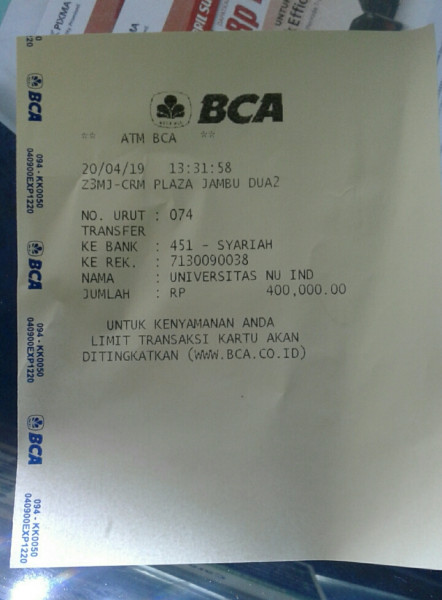 BCA
** ATM BCA **
20/04/19 13:31:58
Z3MJ-CRM PLAZA JAMBU DUA2
NO. URUT : 074
TRANSFER
KE BANK : 451 - SYARIAH
KE REK. : 7130090038
NAMA : UNIVERSITAS NU IND
JUMLAH : RP 400,000.00
UNTUK KENYAMANAN ANDA
LIMIT TRANSAKSI KARTU AKAN
DITINGKATKAN (WWW.BCA.CO.ID)
BCA
094 - KK0050
040900EXP1220
BCA
094 - KK0050
040900EXP1220
BCA
094 - KK0050
040900EXP1220
PIXMA
UNTUK